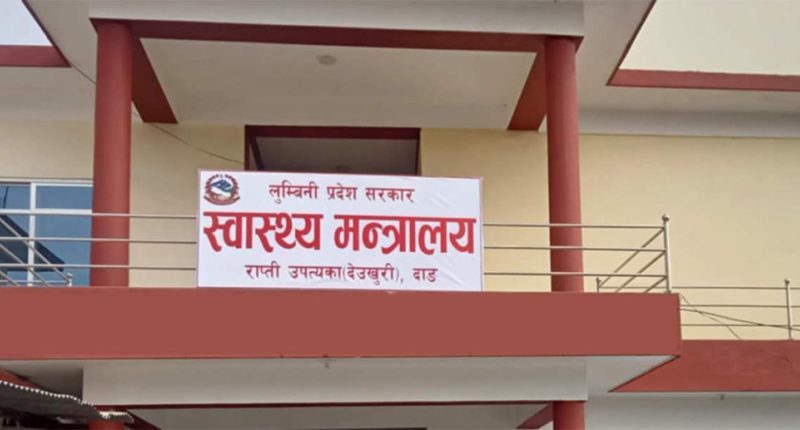 लुम्बिनी प्रदेश सरकार
स्वास्थ्य मन्त्रालय
राप्ती उपत्यका(देउखुरी), दाङ